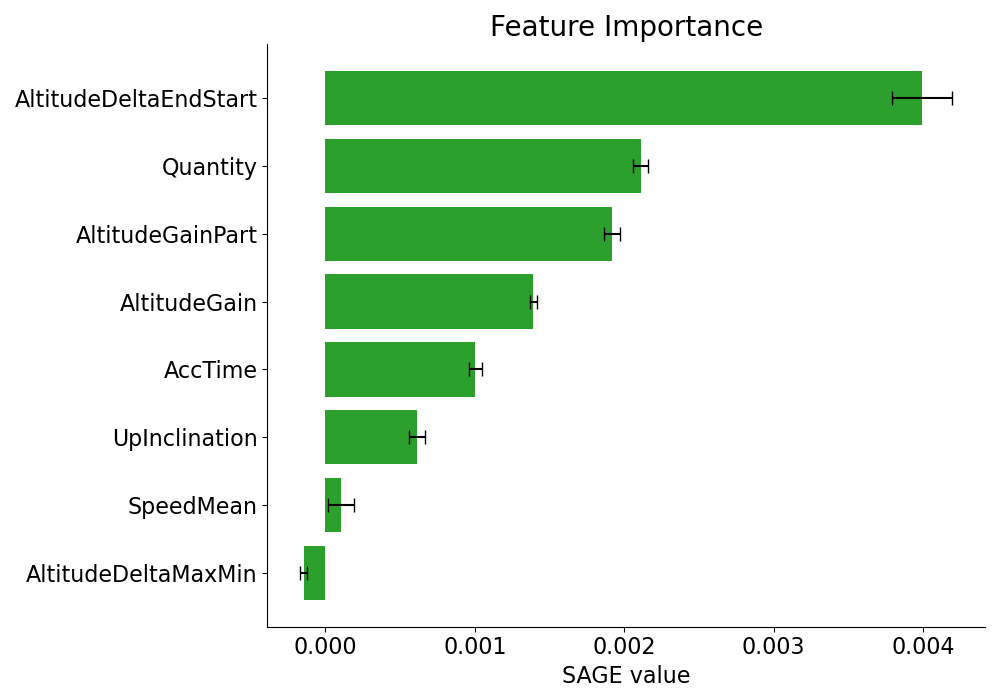 Feature Importance
AltitudeDeltaEndStart
Quantity
AltitudeGainPart
AltitudeGain
AccTime
UpInclination
SpeedMean
AltitudeDeltaMaxMin
0.000 0.001 0.002 0.003 0.004
SAGE value